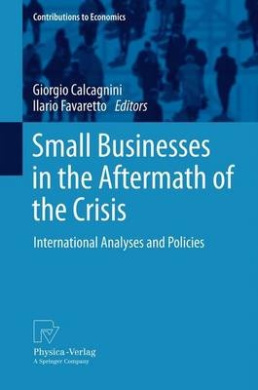 Contributions to Economics
Giorgio Calcagnini
Ilario Favaretto Editors
Small Businesses
in the Aftermath of
the Crisis
International Analyses and Policies
Physica-Verlag
A Springer Company